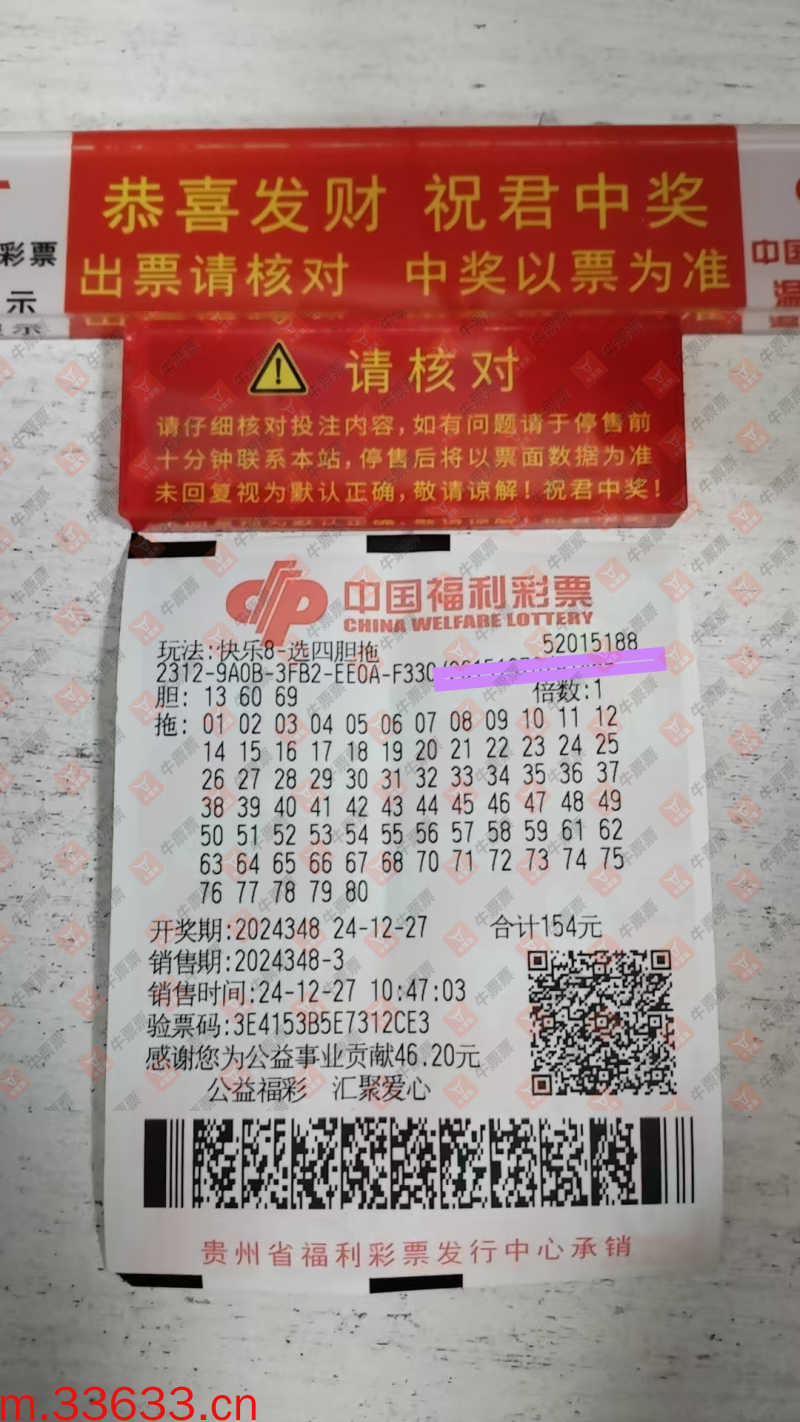 恭喜发财 祝君中奖
彩票
出票请核对 中奖以票为准
中国
示
温
请核对
请仔细核对投注内容,如有问题请于停售前
十分钟联系本站,停售后将以票面数据为准
未回复视为默认正确,敬请谅解!祝君中奖!
中国福利彩票
CHINA WELFARE LOTTERY
玩法:快乐8-选四胆拖 52015188
2312-9A0B-3FB2-EE0A-F330
胆: 13 60 69 倍数:1
拖: 01 02 03 04 05 06 07 08 09 10 11 12
14 15 16 17 18 19 20 21 22 23 24 25
26 27 28 29 30 31 32 33 34 35 36 37
38 39 40 41 42 43 44 45 46 47 48 49
50 51 52 53 54 55 56 57 58 59 61 62
63 64 65 66 67 68 70 71 72 73 74 75
76 77 78 79 80
开奖期:2024348 24-12-27 合计154元
销售期:2024348-3
销售时间:24-12-27 10:47:03
验票码:3E4153B5E7312CE3
感谢您为公益事业贡献46.20元
公益福彩 汇聚爱心
贵州省福利彩票发行中心承销
m.33633.cn